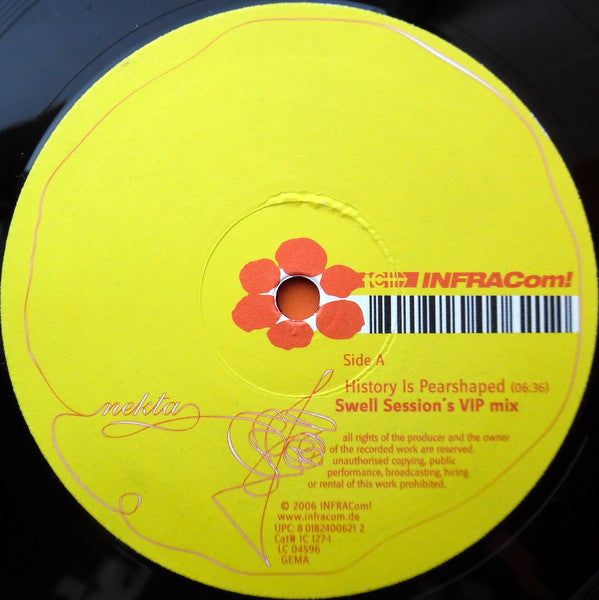 INFRACom!
Side A
History Is Pearshaped (06:36)
Swell Session´s VIP mix
nekta
all rights of the producer and the owner
of the recorded work are reserved.
unauthorised copying, public
performance, broadcasting, hiring
or rental of this work prohibited.
© 2006 INFRACom!
www.infracom.de
UPC: 8 0182400621 2
Cat# IC 127-1
LC 04596
GEMA